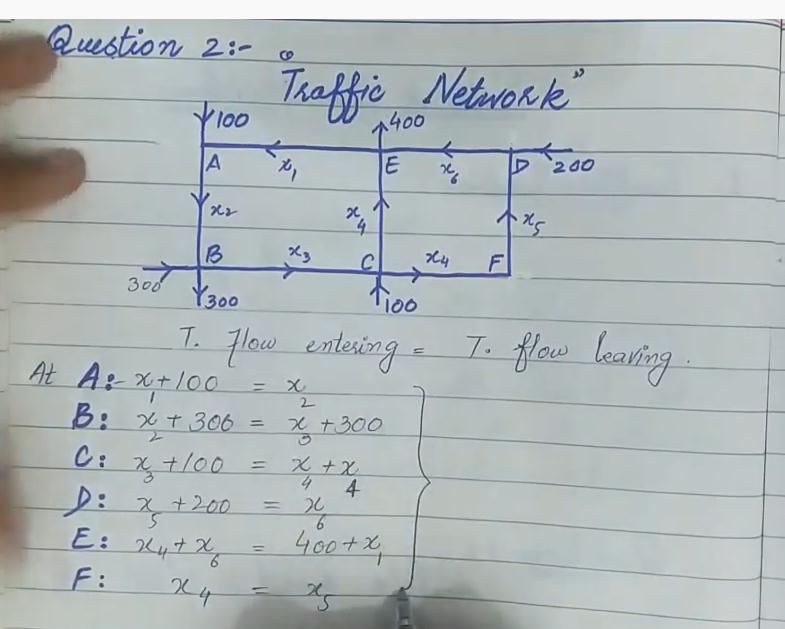 Question 2:-
"Traffic Network"
100
400
A
x₁
E
x₆
D
200
x₂
x₄
x₅
B
x₃
C
x₄
F
300
300
100
T. flow entering = T. flow leaving.
At A:- x₁+100 = x₂
B: x₂ + 300 = x₃ +300
C: x₃ +100 = x₄ + x₄
D: x₅ +200 = x₆
E: x₄+x₆ = 400+x₁
F: x₄ = x₅